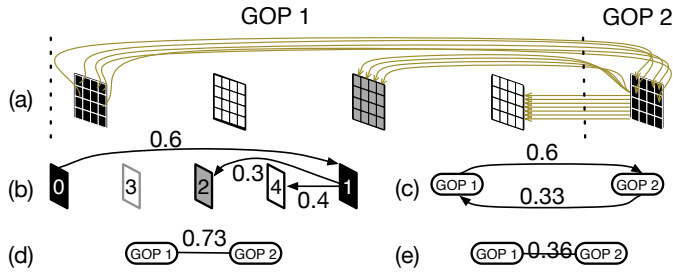 GOP 1 GOP 2
(a)
0.6
(b) 0 3 2 0.3 4 0.4 1
(c) GOP 1 0.6 0.33 GOP 2
(d) GOP 1 0.73 GOP 2
(e) GOP 1 0.36 GOP 2